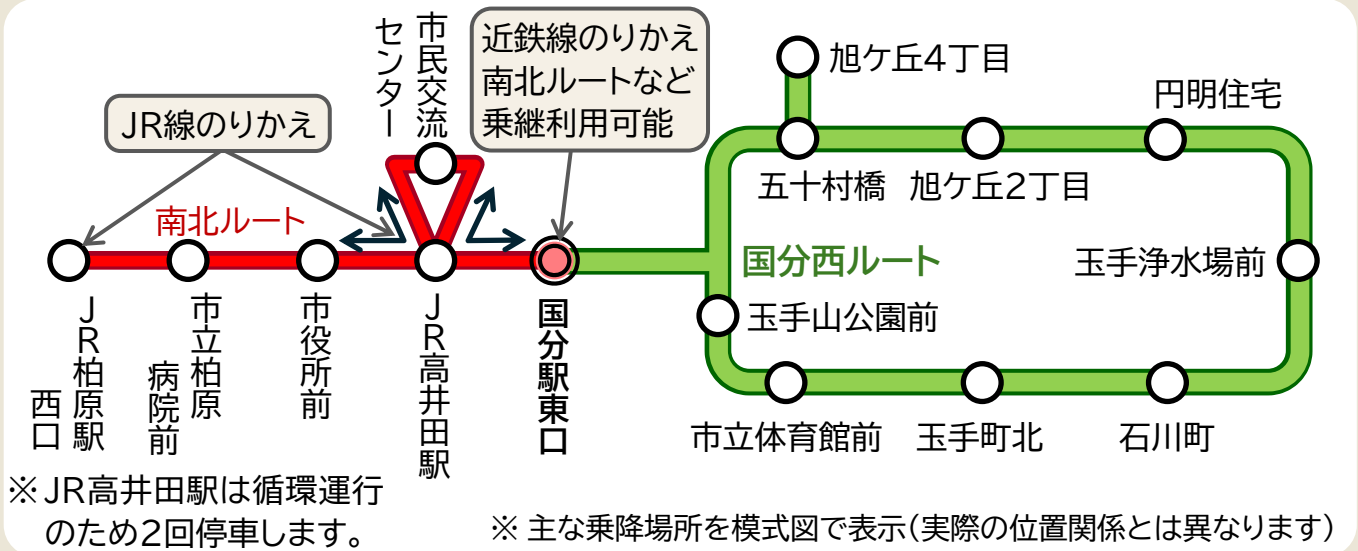 市民交流
センター
近鉄線のりかえ
南北ルートなど
乗継利用可能
JR線のりかえ
旭ケ丘4丁目
円明住宅
五十村橋
旭ケ丘2丁目
南北ルート
国分西ルート
玉手浄水場前
玉手山公園前
JR柏原駅
西口
市立柏原
病院前
市役所前
JR高井田駅
国分駅東口
市立体育館前
玉手町北
石川町
※JR高井田駅は循環運行
のため2回停車します。
※ 主な乗降場所を模式図で表示(実際の位置関係とは異なります)